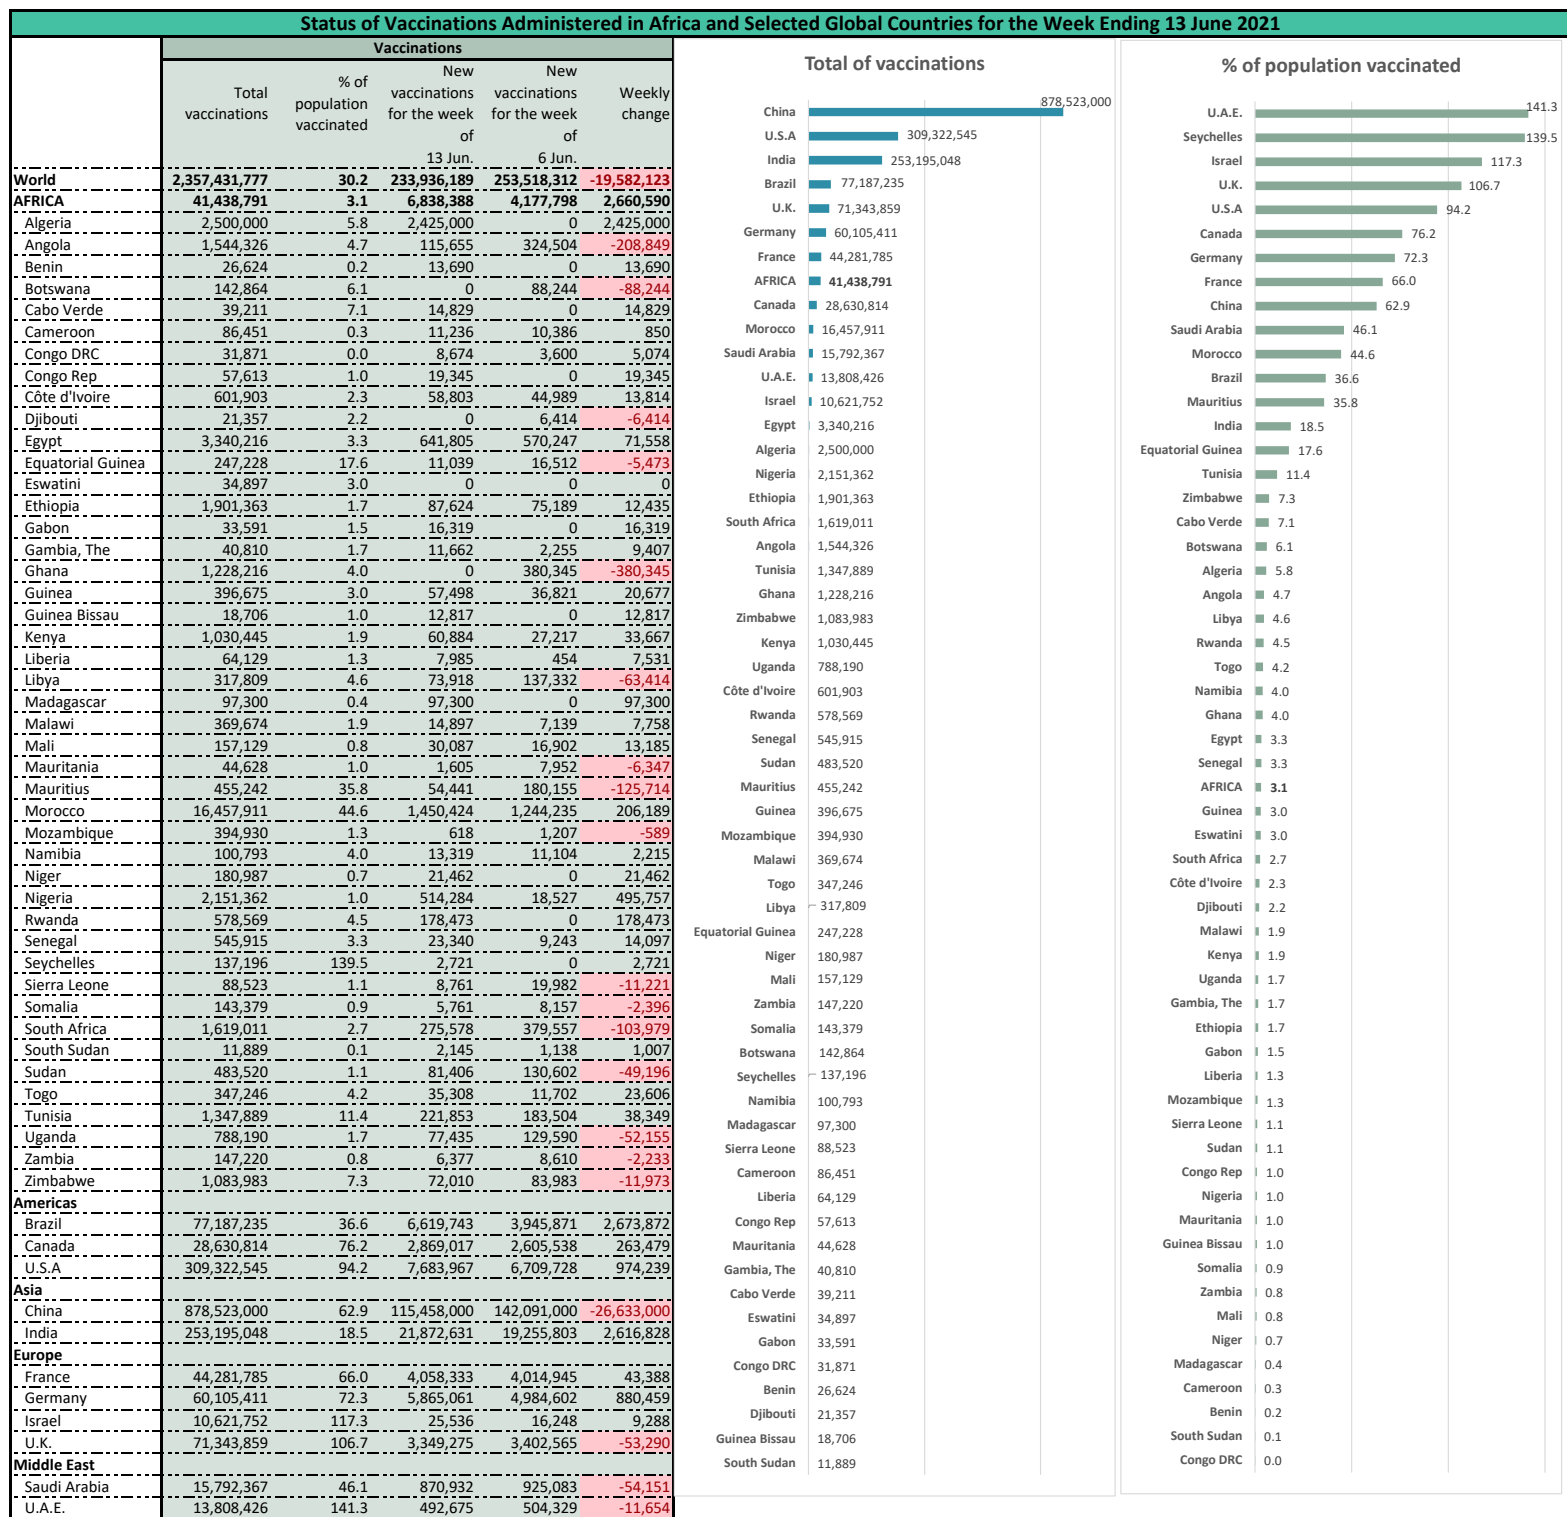 Status of Vaccinations Administered in Africa and Selected Global Countries for the Week Ending 13 June 2021
Vaccinations
Total vaccinations
% of population vaccinated
New vaccinations for the week of 13 Jun.
New vaccinations for the week of 6 Jun.
Weekly change
World 2,357,431,777 30.2 233,936,189 253,518,312 -19,582,123
AFRICA 41,438,791 3.1 6,838,388 4,177,798 2,660,590
Algeria 2,500,000 5.8 2,425,000 0 2,425,000
Angola 1,544,326 4.7 115,655 324,504 -208,849
Benin 26,624 0.2 13,690 0 13,690
Botswana 142,864 6.1 0 88,244 -88,244
Cabo Verde 39,211 7.1 14,829 0 14,829
Cameroon 86,451 0.3 11,236 10,386 850
Congo DRC 31,871 0.0 8,674 3,600 5,074
Congo Rep 57,613 1.0 19,345 0 19,345
Côte d'Ivoire 601,903 2.3 58,803 44,989 13,814
Djibouti 21,357 2.2 0 6,414 -6,414
Egypt 3,340,216 3.3 641,805 570,247 71,558
Equatorial Guinea 247,228 17.6 11,039 16,512 -5,473
Eswatini 34,897 3.0 0 0 0
Ethiopia 1,901,363 1.7 87,624 75,189 12,435
Gabon 33,591 1.5 16,319 0 16,319
Gambia, The 40,810 1.7 11,662 2,255 9,407
Ghana 1,228,216 4.0 0 380,345 -380,345
Guinea 396,675 3.0 57,498 36,821 20,677
Guinea Bissau 18,706 1.0 12,817 0 12,817
Kenya 1,030,445 1.9 60,884 27,217 33,667
Liberia 64,129 1.3 7,985 454 7,531
Libya 317,809 4.6 73,918 137,332 -63,414
Madagascar 97,300 0.4 97,300 0 97,300
Malawi 369,674 1.9 14,897 7,139 7,758
Mali 157,129 0.8 30,087 16,902 13,185
Mauritania 44,628 1.0 1,605 7,952 -6,347
Mauritius 455,242 35.8 54,441 180,155 -125,714
Morocco 16,457,911 44.6 1,450,424 1,244,235 206,189
Mozambique 394,930 1.3 618 1,207 -589
Namibia 100,793 4.0 13,319 11,104 2,215
Niger 180,987 0.7 21,462 0 21,462
Nigeria 2,151,362 1.0 514,284 18,527 495,757
Rwanda 578,569 4.5 178,473 0 178,473
Senegal 545,915 3.3 23,340 9,243 14,097
Seychelles 137,196 139.5 2,721 0 2,721
Sierra Leone 88,523 1.1 8,761 19,982 -11,221
Somalia 143,379 0.9 5,761 8,157 -2,396
South Africa 1,619,011 2.7 275,578 379,557 -103,979
South Sudan 11,889 0.1 2,145 1,138 1,007
Sudan 483,520 1.1 81,406 130,602 -49,196
Togo 347,246 4.2 35,308 11,702 23,606
Tunisia 1,347,889 11.4 221,853 183,504 38,349
Uganda 788,190 1.7 77,435 129,590 -52,155
Zambia 147,220 0.8 6,377 8,610 -2,233
Zimbabwe 1,083,983 7.3 72,010 83,983 -11,973
Americas
Brazil 77,187,235 36.6 6,619,743 3,945,871 2,673,872
Canada 28,630,814 76.2 2,869,017 2,605,538 263,479
U.S.A 309,322,545 94.2 7,683,967 6,709,728 974,239
Asia
China 878,523,000 62.9 115,458,000 142,091,000 -26,633,000
India 253,195,048 18.5 21,872,631 19,255,803 2,616,828
Europe
France 44,281,785 66.0 4,058,333 4,014,945 43,388
Germany 60,105,411 72.3 5,865,061 4,984,602 880,459
Israel 10,621,752 117.3 25,536 16,248 9,288
U.K. 71,343,859 106.7 3,349,275 3,402,565 -53,290
Middle East
Saudi Arabia 15,792,367 46.1 870,932 925,083 -54,151
U.A.E. 13,808,426 141.3 492,675 504,329 -11,654
Total of vaccinations
China 878,523,000
U.S.A 309,322,545
India 253,195,048
Brazil 77,187,235
U.K. 71,343,859
Germany 60,105,411
France 44,281,785
AFRICA 41,438,791
Canada 28,630,814
Morocco 16,457,911
Saudi Arabia 15,792,367
U.A.E. 13,808,426
Israel 10,621,752
Egypt 3,340,216
Algeria 2,500,000
Nigeria 2,151,362
Ethiopia 1,901,363
South Africa 1,619,011
Angola 1,544,326
Tunisia 1,347,889
Ghana 1,228,216
Zimbabwe 1,083,983
Kenya 1,030,445
Uganda 788,190
Côte d'Ivoire 601,903
Rwanda 578,569
Senegal 545,915
Sudan 483,520
Mauritius 455,242
Guinea 396,675
Mozambique 394,930
Malawi 369,674
Togo 347,246
Libya 317,809
Equatorial Guinea 247,228
Niger 180,987
Mali 157,129
Zambia 147,220
Somalia 143,379
Botswana 142,864
Seychelles 137,196
Namibia 100,793
Madagascar 97,300
Sierra Leone 88,523
Cameroon 86,451
Liberia 64,129
Congo Rep 57,613
Mauritania 44,628
Gambia, The 40,810
Cabo Verde 39,211
Eswatini 34,897
Gabon 33,591
Congo DRC 31,871
Benin 26,624
Djibouti 21,357
Guinea Bissau 18,706
South Sudan 11,889
% of population vaccinated
U.A.E. 141.3
Seychelles 139.5
Israel 117.3
U.K. 106.7
U.S.A 94.2
Canada 76.2
Germany 72.3
France 66.0
China 62.9
Saudi Arabia 46.1
Morocco 44.6
Brazil 36.6
Mauritius 35.8
India 18.5
Equatorial Guinea 17.6
Tunisia 11.4
Zimbabwe 7.3
Cabo Verde 7.1
Botswana 6.1
Algeria 5.8
Angola 4.7
Libya 4.6
Rwanda 4.5
Togo 4.2
Namibia 4.0
Ghana 4.0
Egypt 3.3
Senegal 3.3
AFRICA 3.1
Guinea 3.0
Eswatini 3.0
South Africa 2.7
Côte d'Ivoire 2.3
Djibouti 2.2
Malawi 1.9
Kenya 1.9
Uganda 1.7
Gambia, The 1.7
Ethiopia 1.7
Gabon 1.5
Liberia 1.3
Mozambique 1.3
Sierra Leone 1.1
Sudan 1.1
Congo Rep 1.0
Nigeria 1.0
Mauritania 1.0
Guinea Bissau 1.0
Somalia 0.9
Zambia 0.8
Mali 0.8
Niger 0.7
Madagascar 0.4
Cameroon 0.3
Benin 0.2
South Sudan 0.1
Congo DRC 0.0